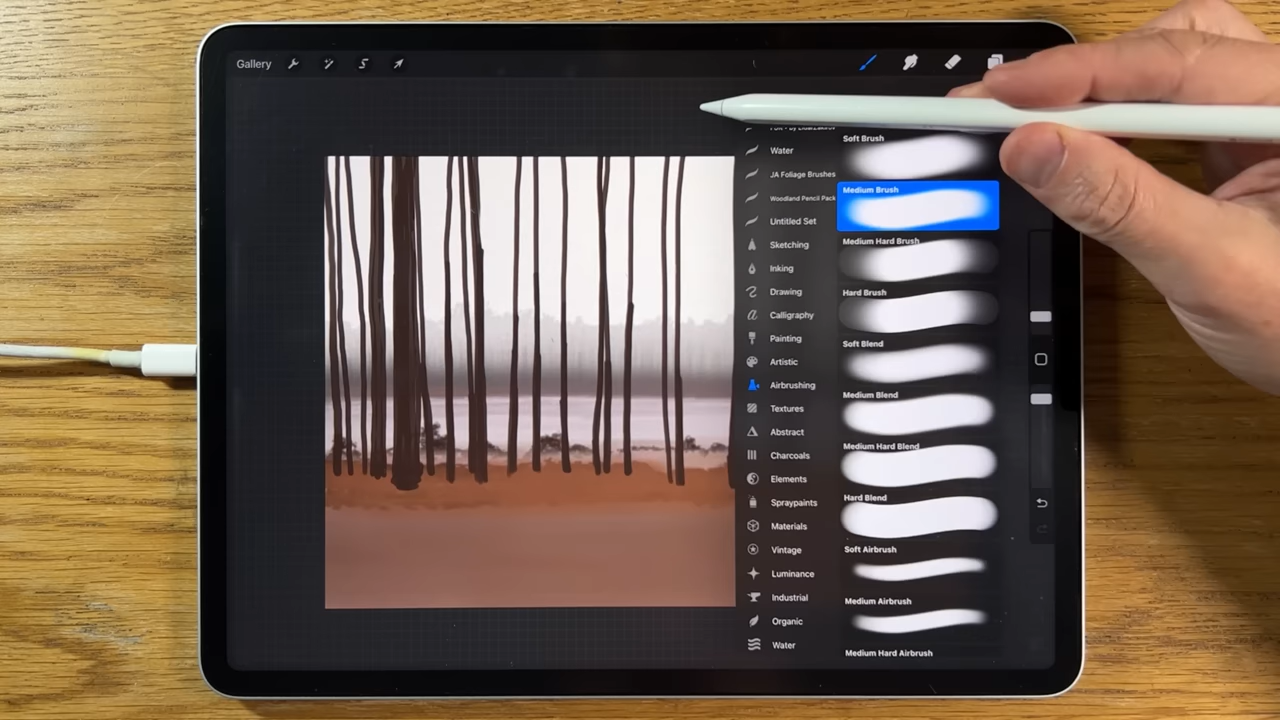 Gallery
Water
JA Foliage Brushes
Woodland Pencil Pack
Untitled Set
Sketching
Inking
Drawing
Calligraphy
Painting
Artistic
Airbrushing
Textures
Abstract
Charcoals
Elements
Spraypaints
Materials
Vintage
Luminance
Industrial
Organic
Water
Soft Brush
Medium Brush
Medium Hard Brush
Hard Brush
Soft Blend
Medium Blend
Medium Hard Blend
Hard Blend
Soft Airbrush
Medium Airbrush
Medium Hard Airbrush